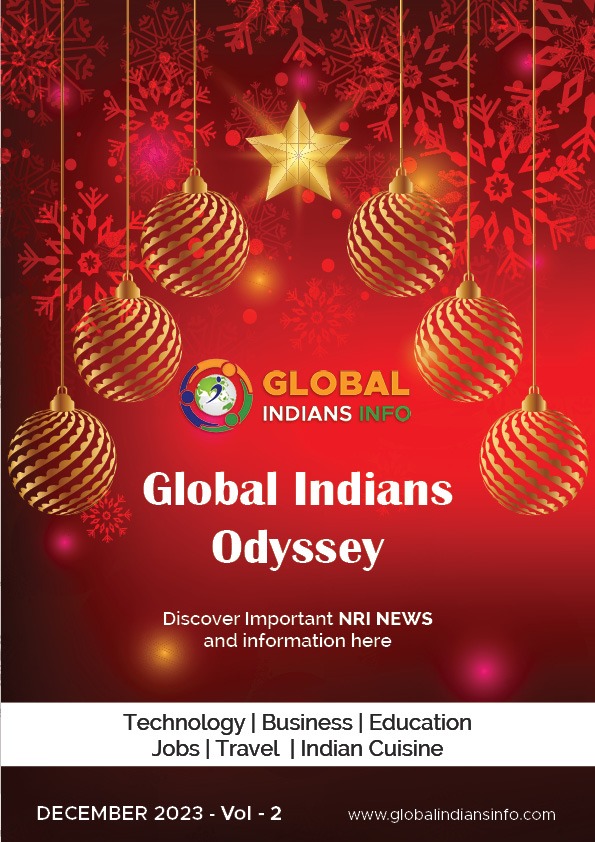 GLOBAL
INDIANS INFO
Global Indians
Odyssey
Discover Important NRI NEWS
and information here
Technology | Business | Education
Jobs | Travel | Indian Cuisine
DECEMBER 2023 - Vol - 2
www.globalindiansinfo.com